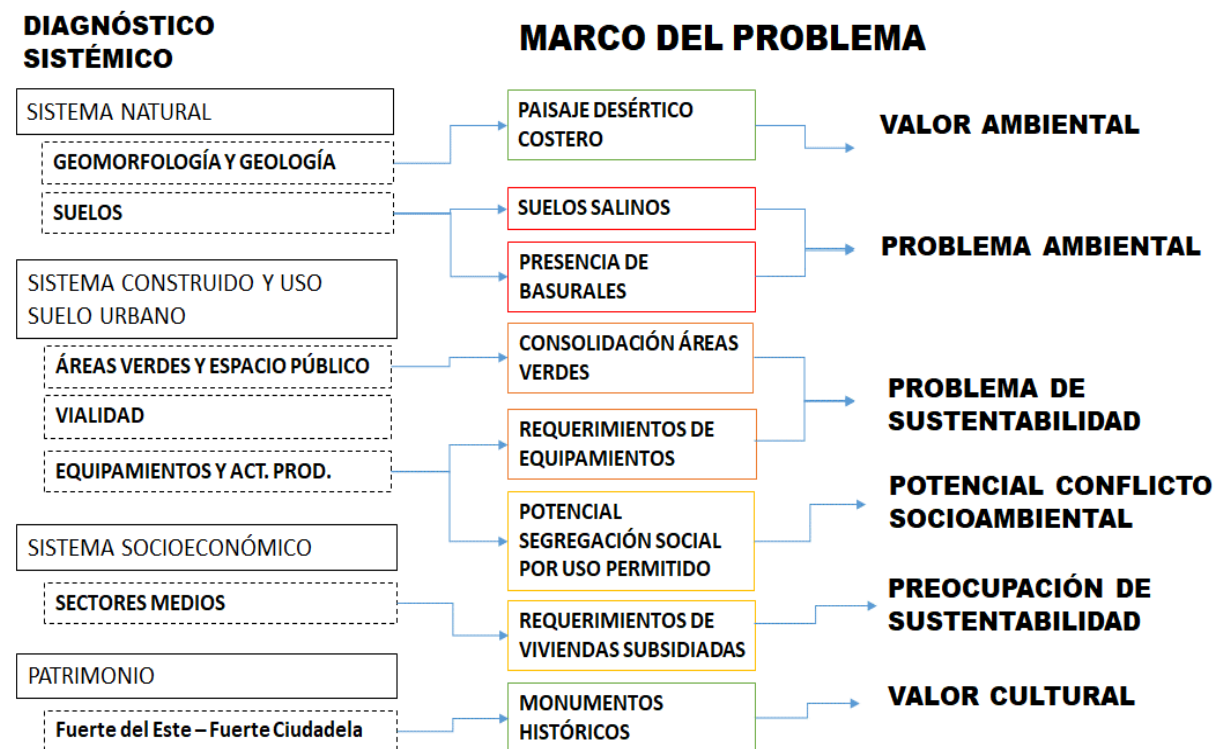 DIAGNÓSTICO
SISTÉMICO
MARCO DEL PROBLEMA
SISTEMA NATURAL
GEOMORFOLOGÍA Y GEOLOGÍA
SUELOS
SISTEMA CONSTRUIDO Y USO
SUELO URBANO
ÁREAS VERDES Y ESPACIO PÚBLICO
VIALIDAD
EQUIPAMIENTOS Y ACT. PROD.
SISTEMA SOCIOECONÓMICO
SECTORES MEDIOS
PATRIMONIO
Fuerte del Este – Fuerte Ciudadela
PAISAJE DESÉRTICO
COSTERO
SUELOS SALINOS
PRESENCIA DE
BASURALES
CONSOLIDACIÓN ÁREAS
VERDES
REQUERIMIENTOS DE
EQUIPAMIENTOS
POTENCIAL
SEGREGACIÓN SOCIAL
POR USO PERMITIDO
REQUERIMIENTOS DE
VIVIENDAS SUBSIDIADAS
MONUMENTOS
HISTÓRICOS
VALOR AMBIENTAL
PROBLEMA AMBIENTAL
PROBLEMA DE
SUSTENTABILIDAD
POTENCIAL CONFLICTO
SOCIOAMBIENTAL
PREOCUPACIÓN DE
SUSTENTABILIDAD
VALOR CULTURAL